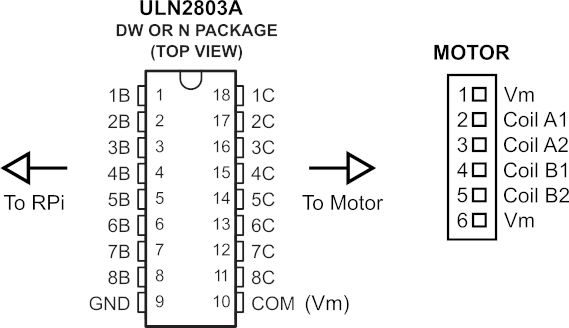 ULN2803A
DW OR N PACKAGE
(TOP VIEW)
1B 1 18 1C
2B 2 17 2C
3B 3 16 3C
4B 4 15 4C
5B 5 14 5C
6B 6 13 6C
7B 7 12 7C
8B 8 11 8C
GND 9 10 COM (Vm)
To RPi
To Motor
MOTOR
1 Vm
2 Coil A1
3 Coil A2
4 Coil B1
5 Coil B2
6 Vm